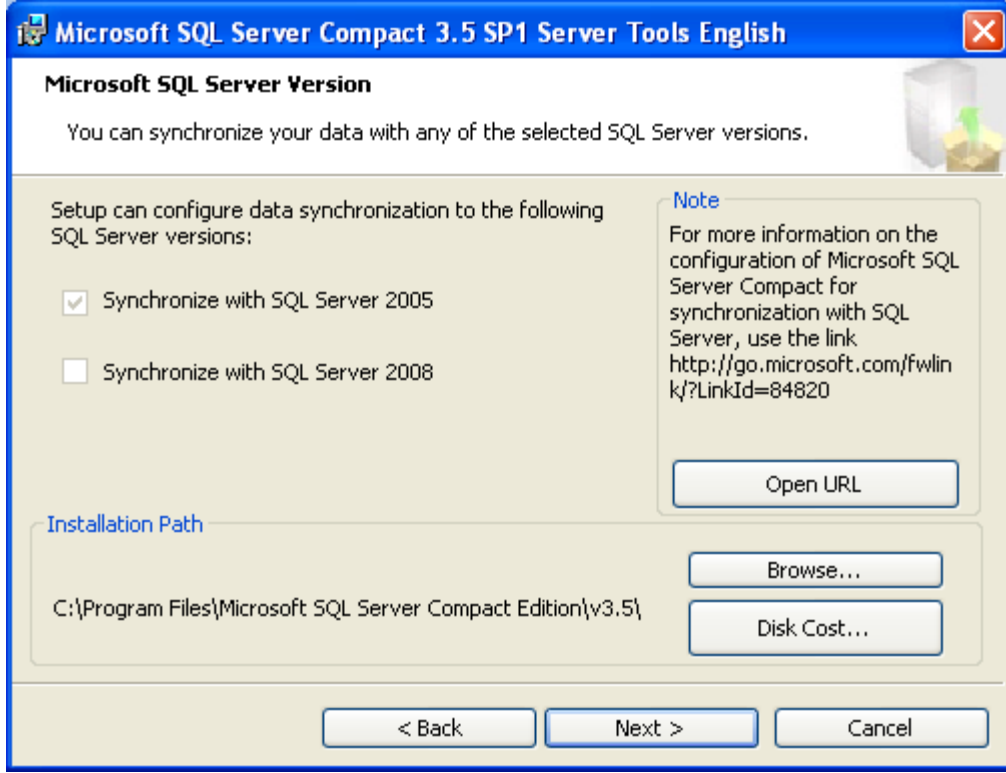 Microsoft SQL Server Compact 3.5 SP1 Server Tools English
Microsoft SQL Server Version
You can synchronize your data with any of the selected SQL Server versions.
Setup can configure data synchronization to the following
SQL Server versions:
Synchronize with SQL Server 2005
Synchronize with SQL Server 2008
Note
For more information on the
configuration of Microsoft SQL
Server Compact for
synchronization with SQL
Server, use the link
http://go.microsoft.com/fwlin
k/?LinkId=84820
Open URL
Installation Path
C:\Program Files\Microsoft SQL Server Compact Edition\v3.5\
Browse...
Disk Cost...
< Back
Next >
Cancel